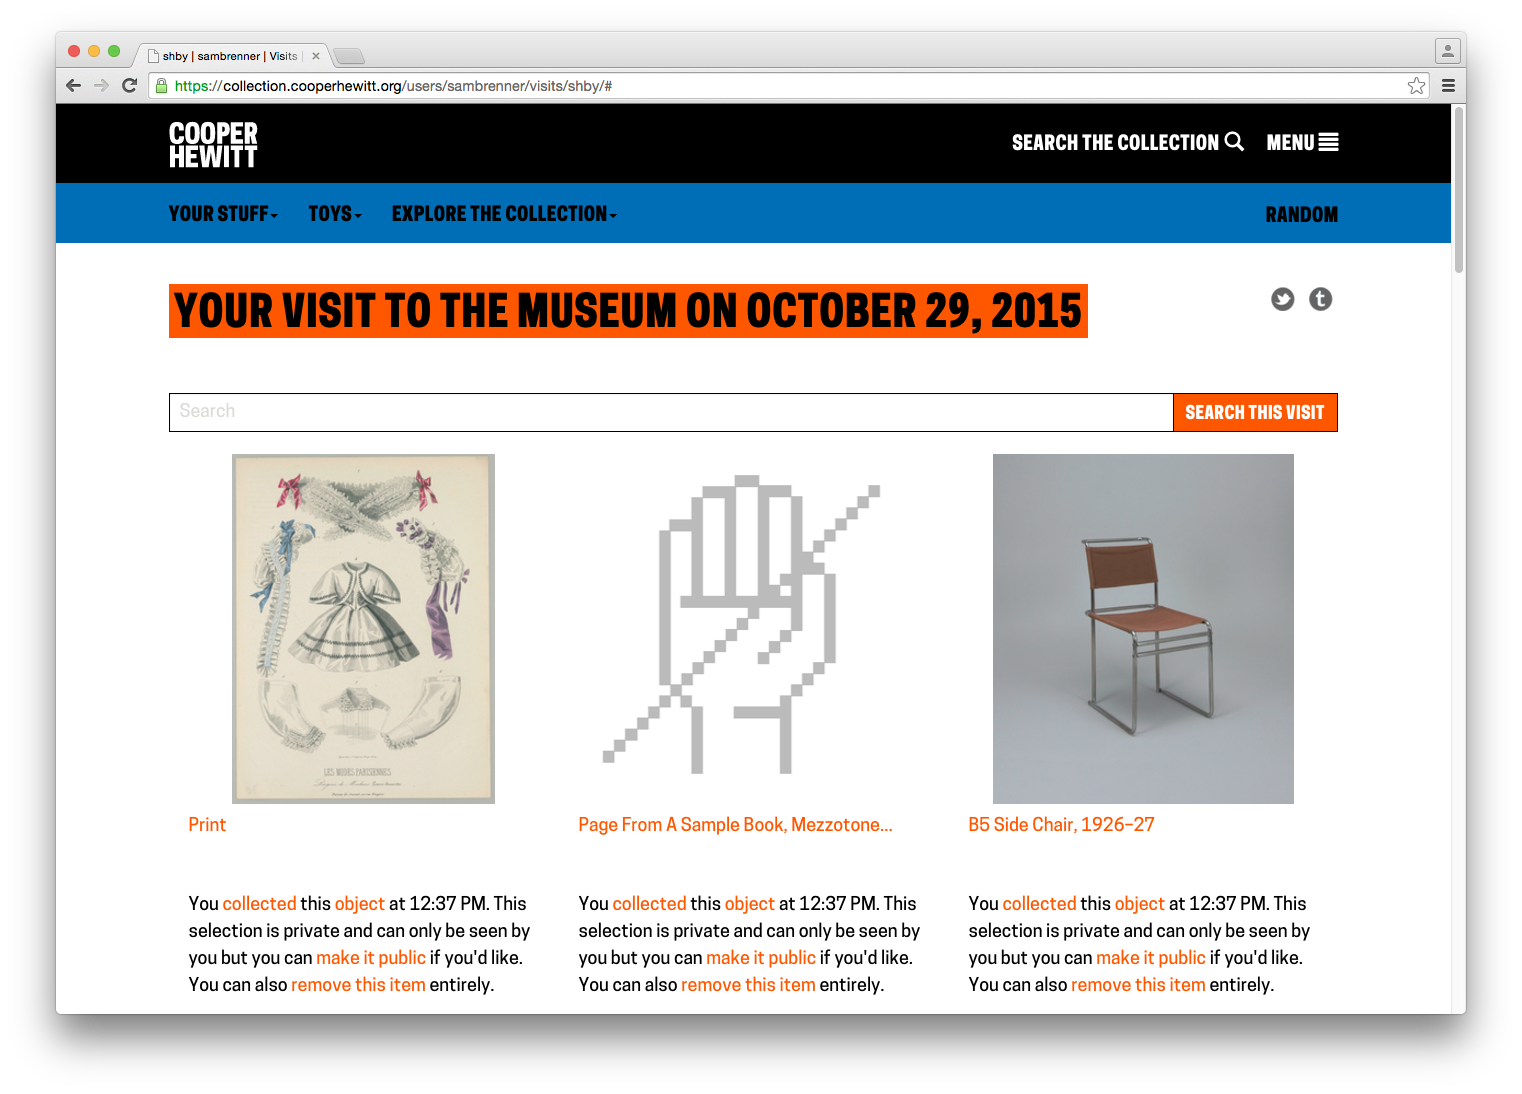 shby | sambrenner | Visits |
https://collection.cooperhewitt.org/users/sambrenner/visits/shby/#
COOPER
HEWITT
SEARCH THE COLLECTION
MENU
YOUR STUFF
TOYS
EXPLORE THE COLLECTION
RANDOM
YOUR VISIT TO THE MUSEUM ON OCTOBER 29, 2015
Search
SEARCH THIS VISIT
LES MODES PARISIENNES
Print
Page From A Sample Book, Mezzotone...
B5 Side Chair, 1926–27
You collected this object at 12:37 PM. This
selection is private and can only be seen by
you but you can make it public if you'd like.
You can also remove this item entirely.
You collected this object at 12:37 PM. This
selection is private and can only be seen by
you but you can make it public if you'd like.
You can also remove this item entirely.
You collected this object at 12:37 PM. This
selection is private and can only be seen by
you but you can make it public if you'd like.
You can also remove this item entirely.